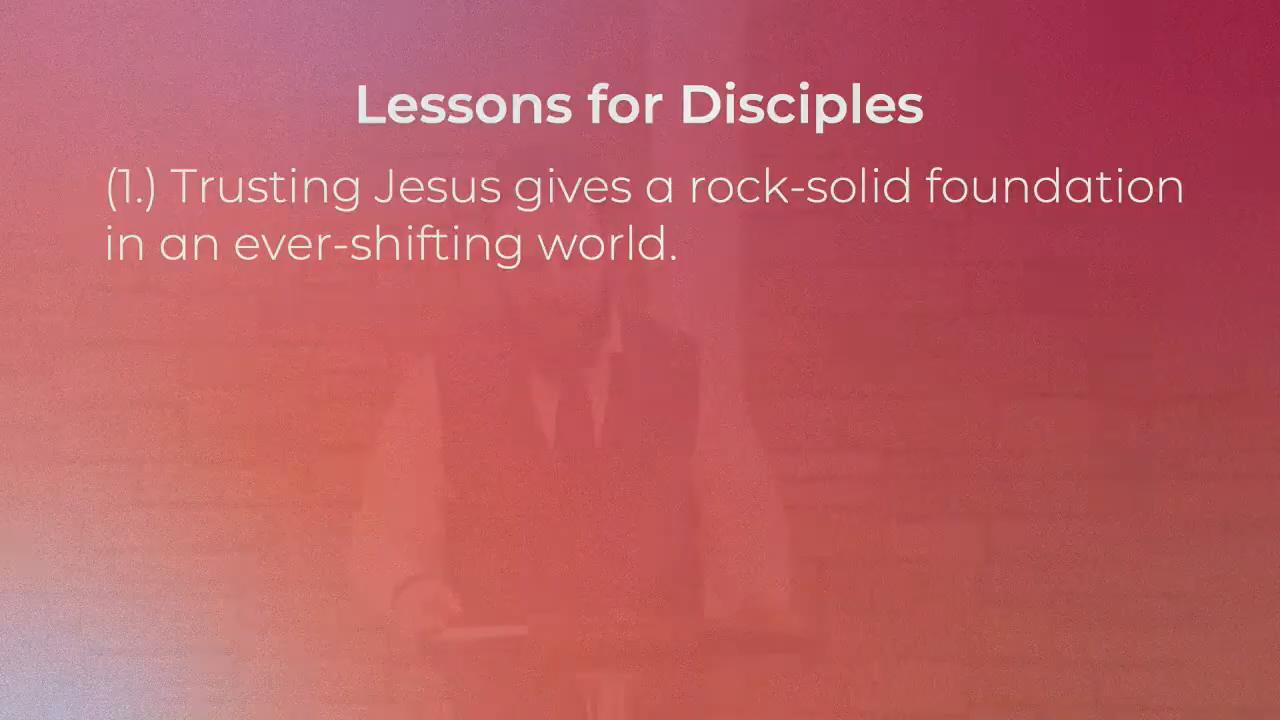 Lessons for Disciples
(1.) Trusting Jesus gives a rock-solid foundation
in an ever-shifting world.